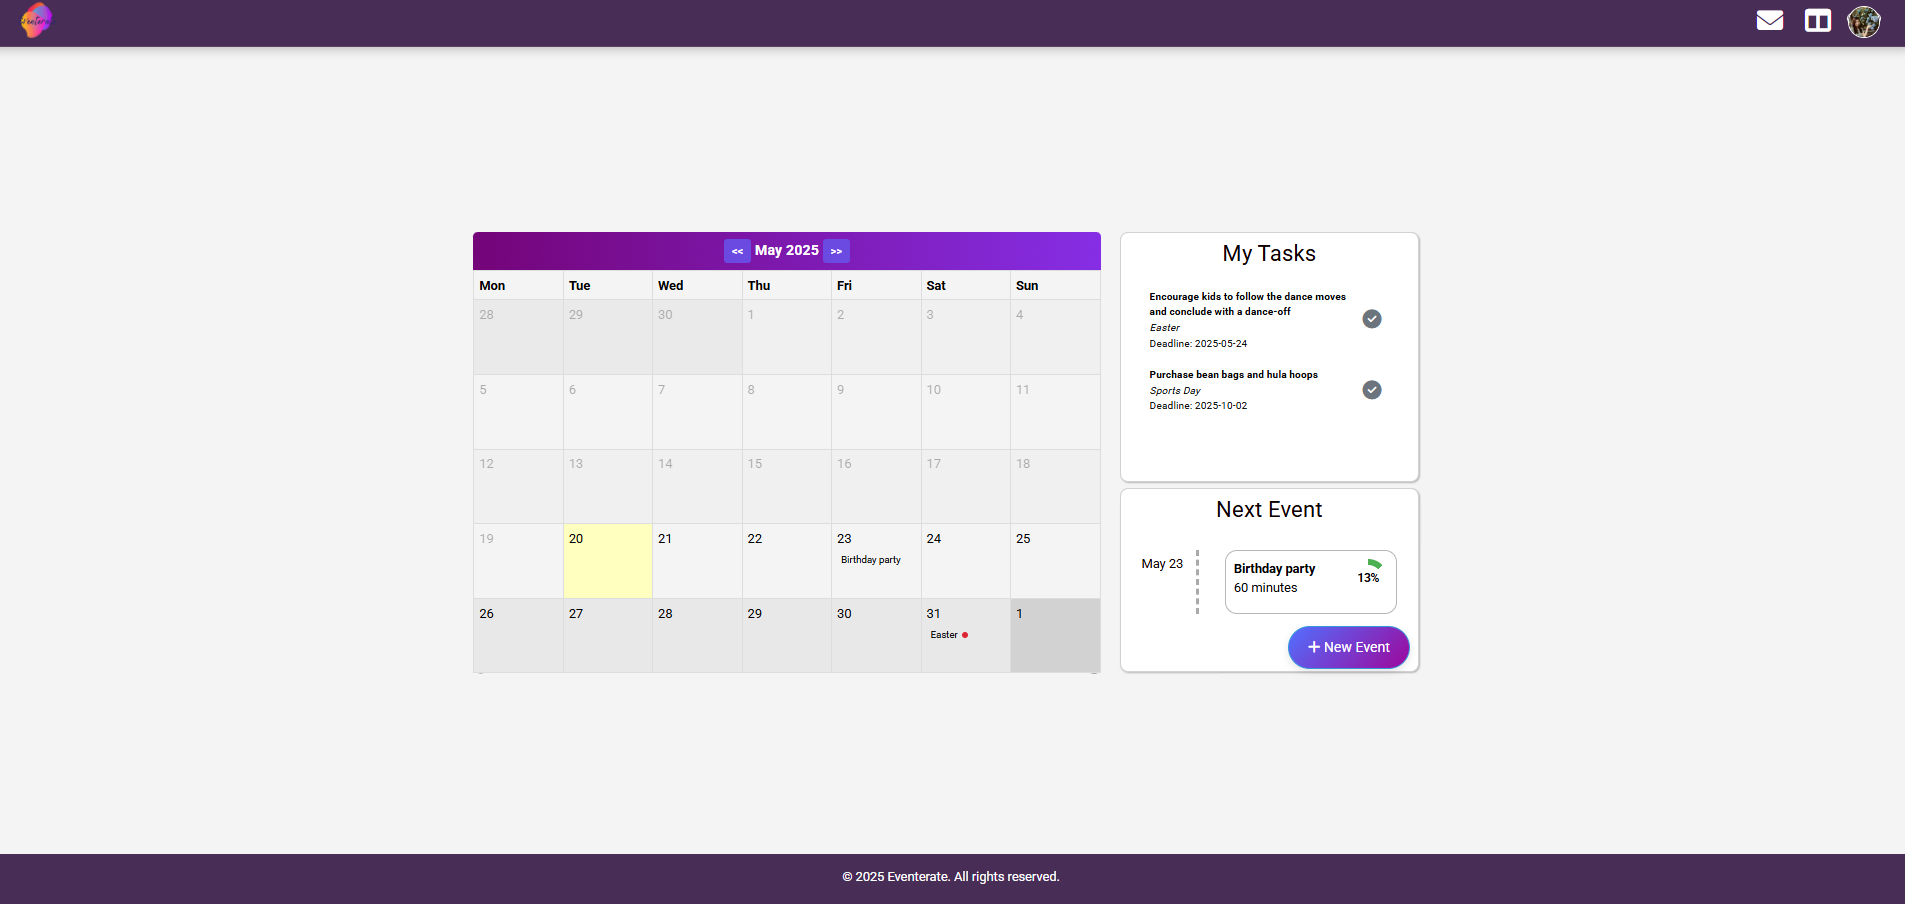 Eventerate
<< May 2025 >>
Mon Tue Wed Thu Fri Sat Sun
28 29 30 1 2 3 4
5 6 7 8 9 10 11
12 13 14 15 16 17 18
19 20 21 22 23 24 25
Birthday party
26 27 28 29 30 31 1
Easter
My Tasks
Encourage kids to follow the dance moves
and conclude with a dance-off
Easter
Deadline: 2025-05-24
Purchase bean bags and hula hoops
Sports Day
Deadline: 2025-10-02
Next Event
May 23
Birthday party
13%
60 minutes
+ New Event
© 2025 Eventerate. All rights reserved.